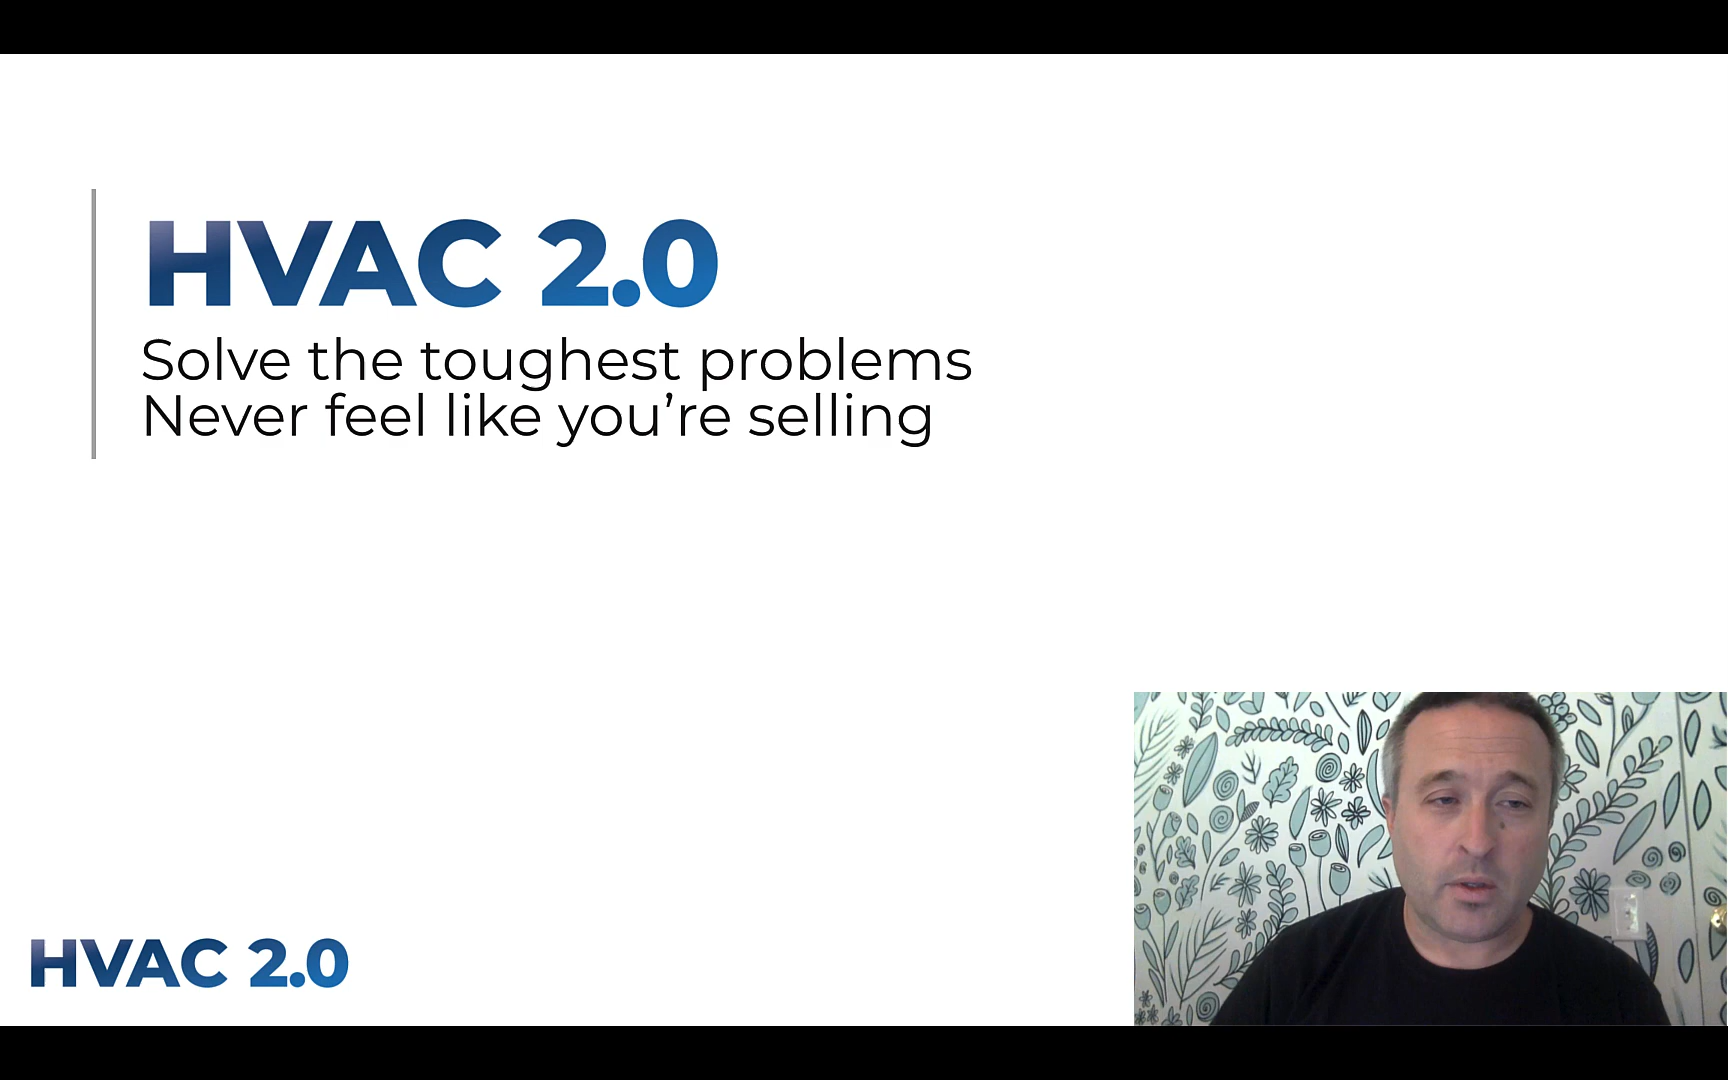 HVAC 2.0
Solve the toughest problems
Never feel like you’re selling
HVAC 2.0